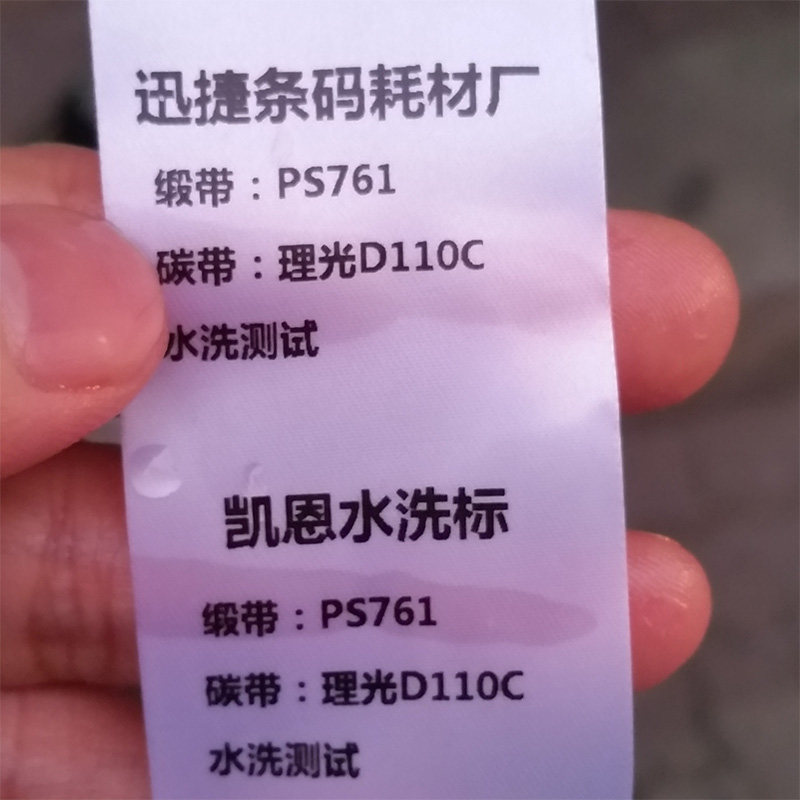 迅捷条码耗材厂
缎带：PS761
碳带：理光D110C
水洗测试
凯恩水洗标
缎带：PS761
碳带：理光D110C
水洗测试